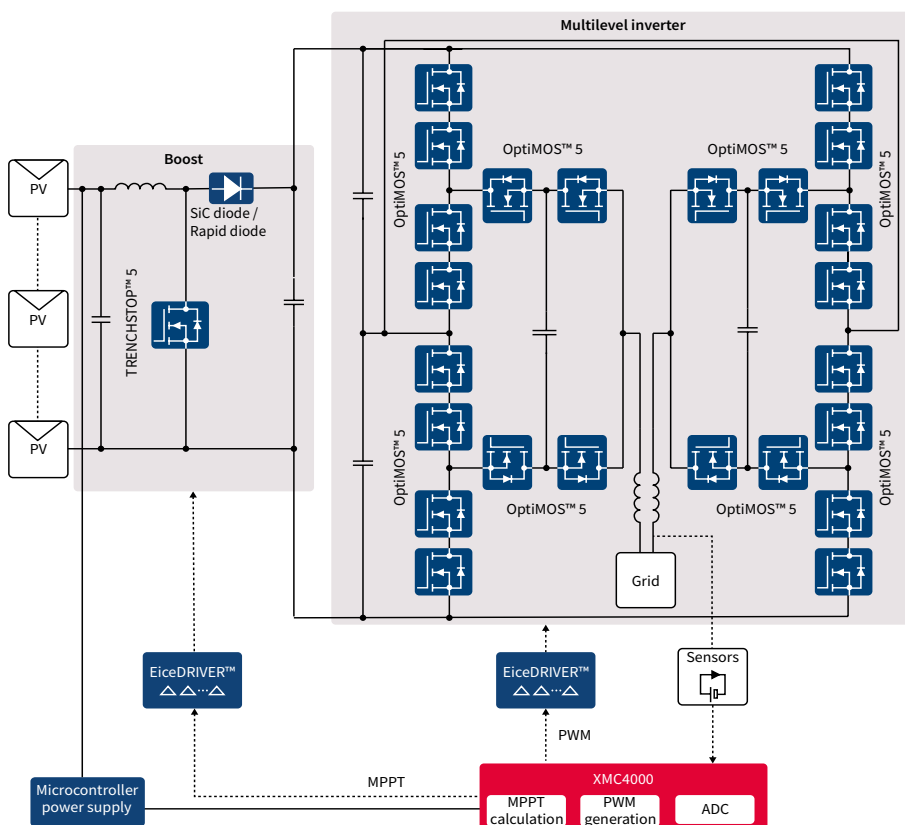 Multilevel inverter
Boost
PV
PV
PV
SiC diode /
Rapid diode
TRENCHSTOP™ 5
OptiMOS™ 5
OptiMOS™ 5
OptiMOS™ 5
OptiMOS™ 5
OptiMOS™ 5
OptiMOS™ 5
OptiMOS™ 5
OptiMOS™ 5
Grid
EiceDRIVER™
EiceDRIVER™
Sensors
PWM
MPPT
Microcontroller
power supply
XMC4000
MPPT
calculation
PWM
generation
ADC